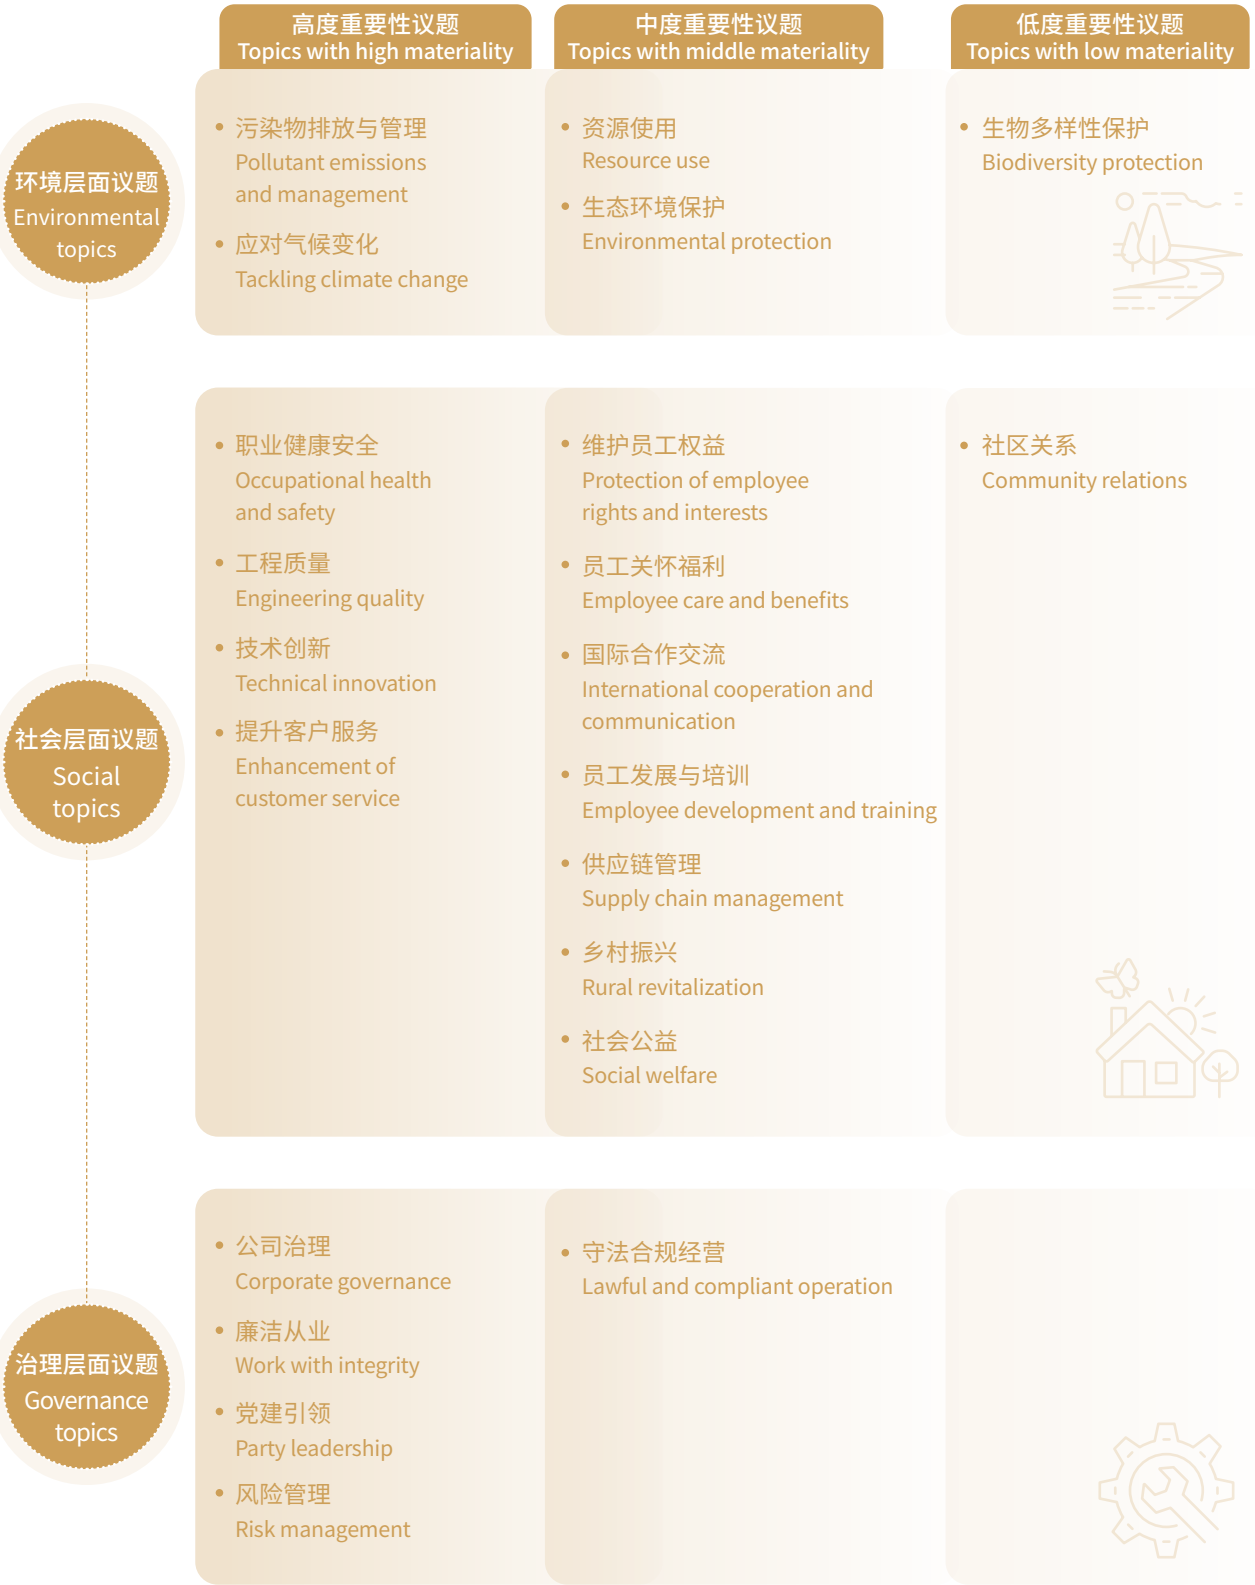 高度重要性议题
Topics with high materiality
中度重要性议题
Topics with middle materiality
低度重要性议题
Topics with low materiality
环境层面议题
Environmental
topics
污染物排放与管理
Pollutant emissions
and management
应对气候变化
Tackling climate change
资源使用
Resource use
生态环境保护
Environmental protection
生物多样性保护
Biodiversity protection
社会层面议题
Social
topics
职业健康安全
Occupational health
and safety
工程质量
Engineering quality
技术创新
Technical innovation
提升客户服务
Enhancement of
customer service
维护员工权益
Protection of employee
rights and interests
员工关怀福利
Employee care and benefits
国际合作交流
International cooperation and
communication
员工发展与培训
Employee development and training
供应链管理
Supply chain management
乡村振兴
Rural revitalization
社会公益
Social welfare
社区关系
Community relations
治理层面议题
Governance
topics
公司治理
Corporate governance
廉洁从业
Work with integrity
党建引领
Party leadership
风险管理
Risk management
守法合规经营
Lawful and compliant operation